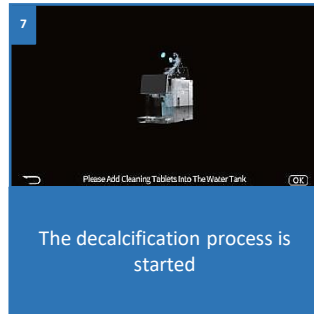 7
Please Add Cleaning Tablets Into The Water Tank
OK
The decalcification process is
started